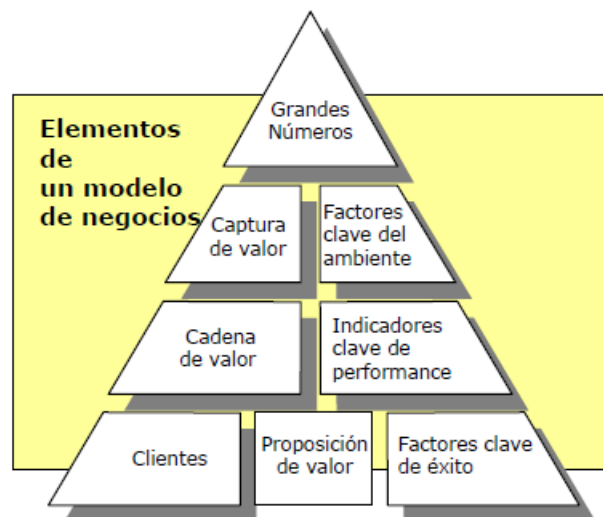 Elementos
de
un modelo
de negocios
Grandes
Números
Captura
de valor
Factores
clave del
ambiente
Cadena
de valor
Indicadores
clave de
performance
Clientes
Proposición
de valor
Factores clave
de éxito